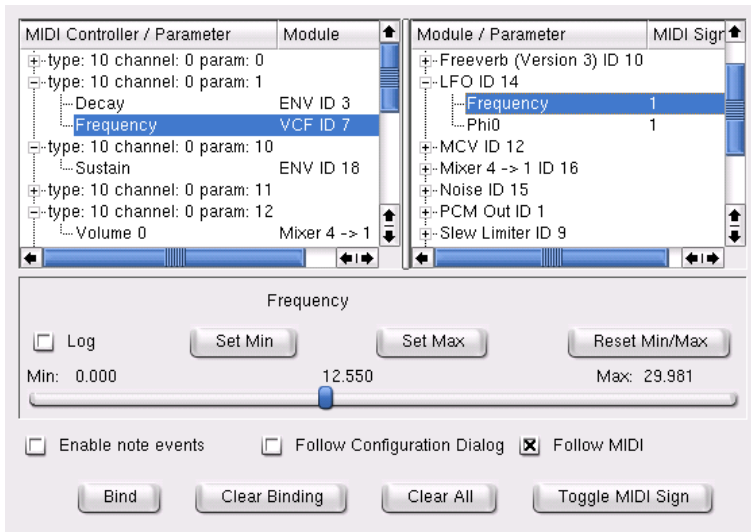 MIDI Controller / Parameter Module
type: 10 channel: 0 param: 0
type: 10 channel: 0 param: 1
Decay ENV ID 3
Frequency VCF ID 7
type: 10 channel: 0 param: 10
Sustain ENV ID 18
type: 10 channel: 0 param: 11
type: 10 channel: 0 param: 12
Volume 0 Mixer 4 -> 1
Module / Parameter MIDI Sigr
Freeverb (Version 3) ID 10
LFO ID 14
Frequency 1
Phi0 1
MCV ID 12
Mixer 4 -> 1 ID 16
Noise ID 15
PCM Out ID 1
Slew Limiter ID 9
Frequency
Log Set Min Set Max Reset Min/Max
Min: 0.000 12.550 Max: 29.981
Enable note events Follow Configuration Dialog Follow MIDI
Bind Clear Binding Clear All Toggle MIDI Sign